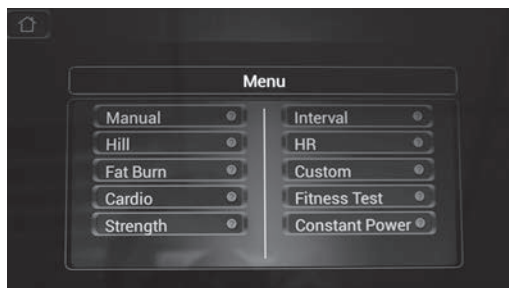 Menu
Manual
Hill
Fat Burn
Cardio
Strength
Interval
HR
Custom
Fitness Test
Constant Power